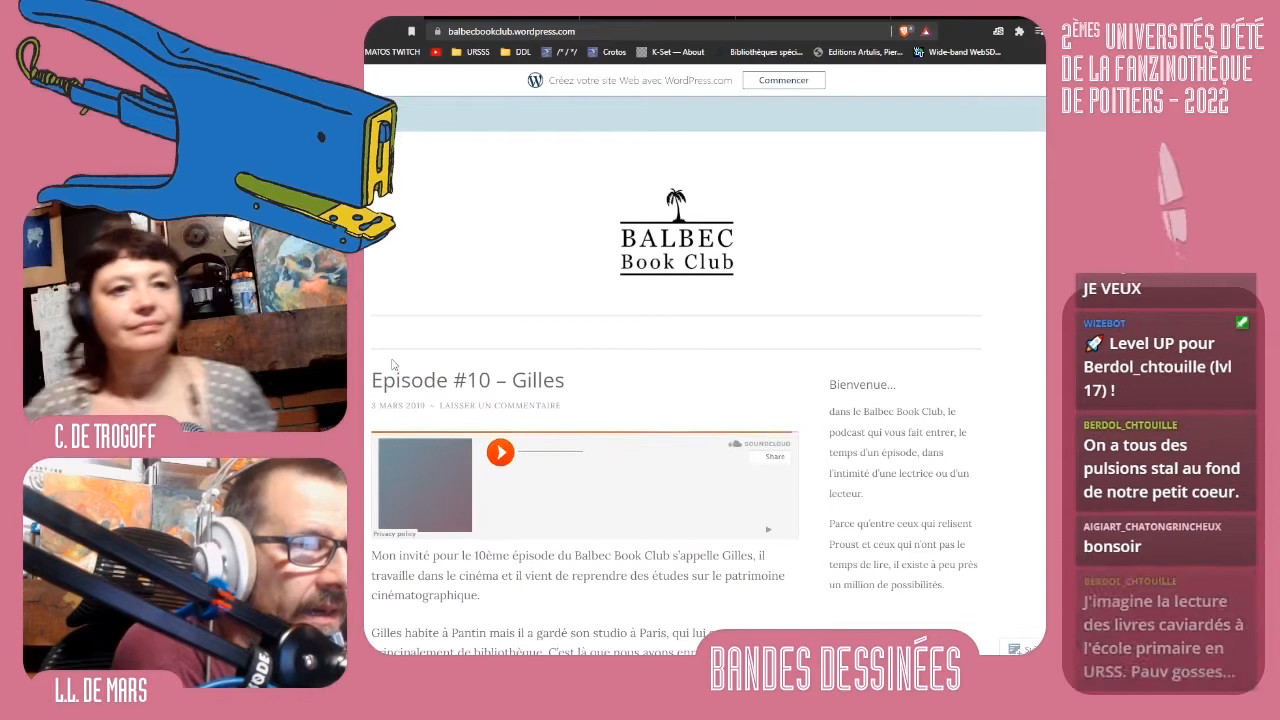 balbecbookclub.wordpress.com
MATOS TWITCH
URSSS
DDL
/*'*/
Crotos
K-Set — About
Bibliothèques spéci...
Editions Artulis, Pier...
Wide-band WebSD...
Créez votre site Web avec WordPress.com
Commencer
BALBEC
Book Club
Episode #10 – Gilles
3 MARS 2019 ~ LAISSER UN COMMENTAIRE
SOUNDCLOUD
Share
Privacy policy
Mon invité pour le 10ème épisode du Balbec Book Club s'appelle Gilles, il
travaille dans le cinéma et il vient de reprendre des études sur le patrimoine
cinématographique.
Gilles habite à Pantin mais il a gardé son studio à Paris, qui lui
principalement de bibliothèque. C'est là que nous avons
Bienvenue...
dans le Balbec Book Club, le
podcast qui vous fait entrer, le
temps d'un épisode, dans
l'intimité d'une lectrice ou d'un
lecteur.
Parce qu'entre ceux qui relisent
Proust et ceux qui n'ont pas le
temps de lire, il existe à peu près
un million de possibilités.
BANDES DESSINÉES
C. DE TROGOFF
L.L. DE MARS
2ÈMES UNIVERSITÉS D'ÉTÉ
DE LA FANZINOTHÈQUE
DE POITIERS - 2022
JE VEUX
WIZEBOT
🚀 Level UP pour
Berdol_chtouille (lvl
17) !
BERDOL_CHTOUILLE
On a tous des
pulsions stal au fond
de notre petit coeur.
AIGIART_CHATONGRINCHEUX
bonsoir
BERDOL_CHTOUILLE
J'imagine la lecture
des livres caviardés à
l'école primaire en
URSS. Pauv gosses...